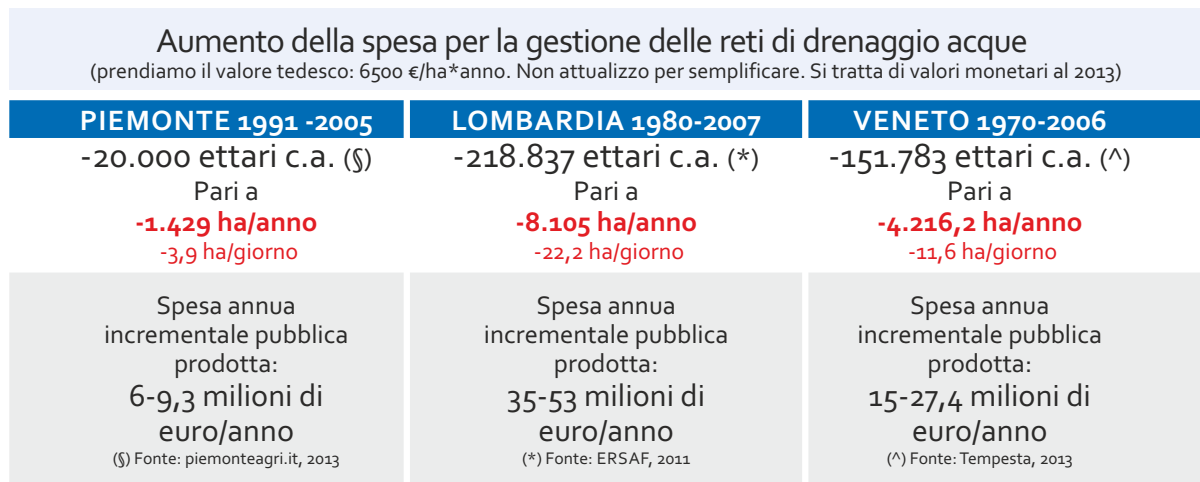 Aumento della spesa per la gestione delle reti di drenaggio acque
(prendiamo il valore tedesco: 6500 €/ha*anno. Non attualizzo per semplificare. Si tratta di valori monetari al 2013)
PIEMONTE 1991 -2005
-20.000 ettari c.a. (§)
Pari a
-1.429 ha/anno
-3,9 ha/giorno
Spesa annua
incrementale pubblica
prodotta:
6-9,3 milioni di
euro/anno
(§) Fonte: piemonteagri.it, 2013
LOMBARDIA 1980-2007
-218.837 ettari c.a. (*)
Pari a
-8.105 ha/anno
-22,2 ha/giorno
Spesa annua
incrementale pubblica
prodotta:
35-53 milioni di
euro/anno
(*) Fonte: ERSAF, 2011
VENETO 1970-2006
-151.783 ettari c.a. (^)
Pari a
-4.216,2 ha/anno
-11,6 ha/giorno
Spesa annua
incrementale pubblica
prodotta:
15-27,4 milioni di
euro/anno
(^) Fonte: Tempesta, 2013